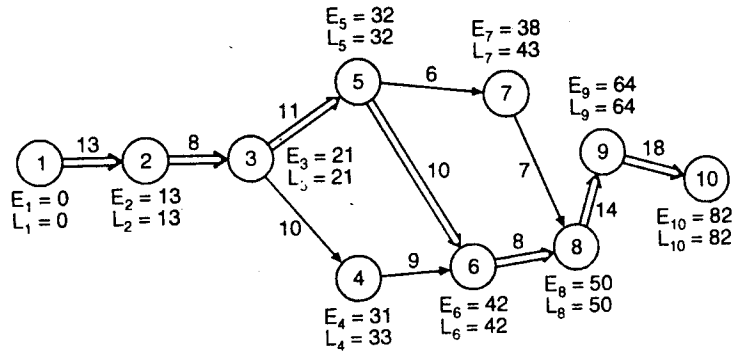 E₅ = 32
L₅ = 32
E₇ = 38
L₇ = 43
5
6
7
E₉ = 64
L₉ = 64
11
13
8
1
2
3
E₃ = 21
L₃ = 21
10
7
9
18
10
E₁ = 0
L₁ = 0
E₂ = 13
L₂ = 13
10
8
14
8
E₁₀ = 82
L₁₀ = 82
4
9
6
E₄ = 31
L₄ = 33
E₆ = 42
L₆ = 42
E₈ = 50
L₈ = 50